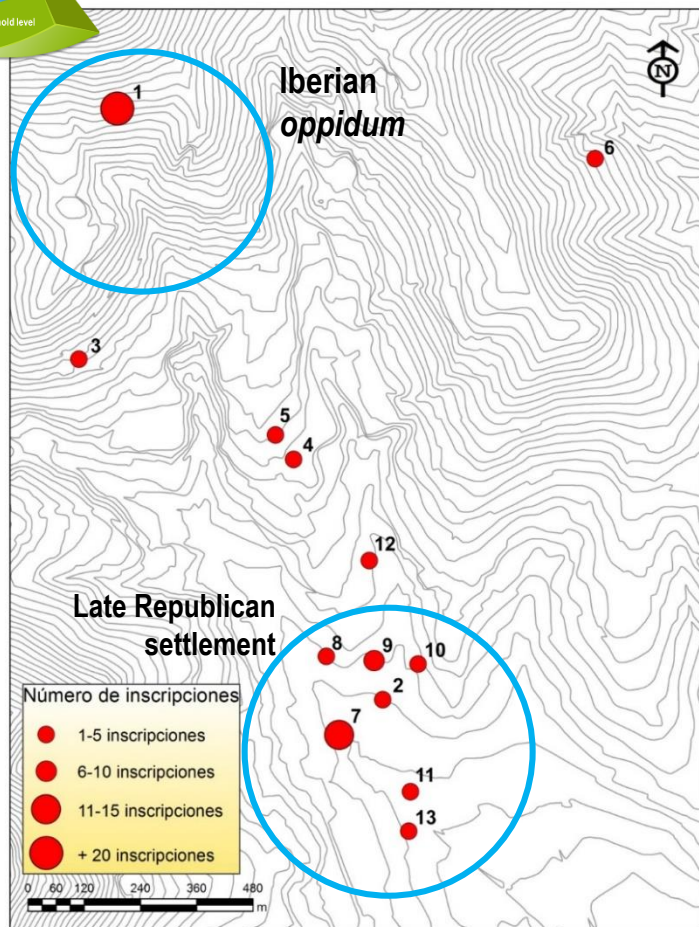 old level
N
1
Iberian
oppidum
6
3
5
4
12
Late Republican
settlement
8
9
10
2
7
11
13
Número de inscripciones
1-5 inscripciones
6-10 inscripciones
11-15 inscripciones
+ 20 inscripciones
0 60 120 240 360 480
m